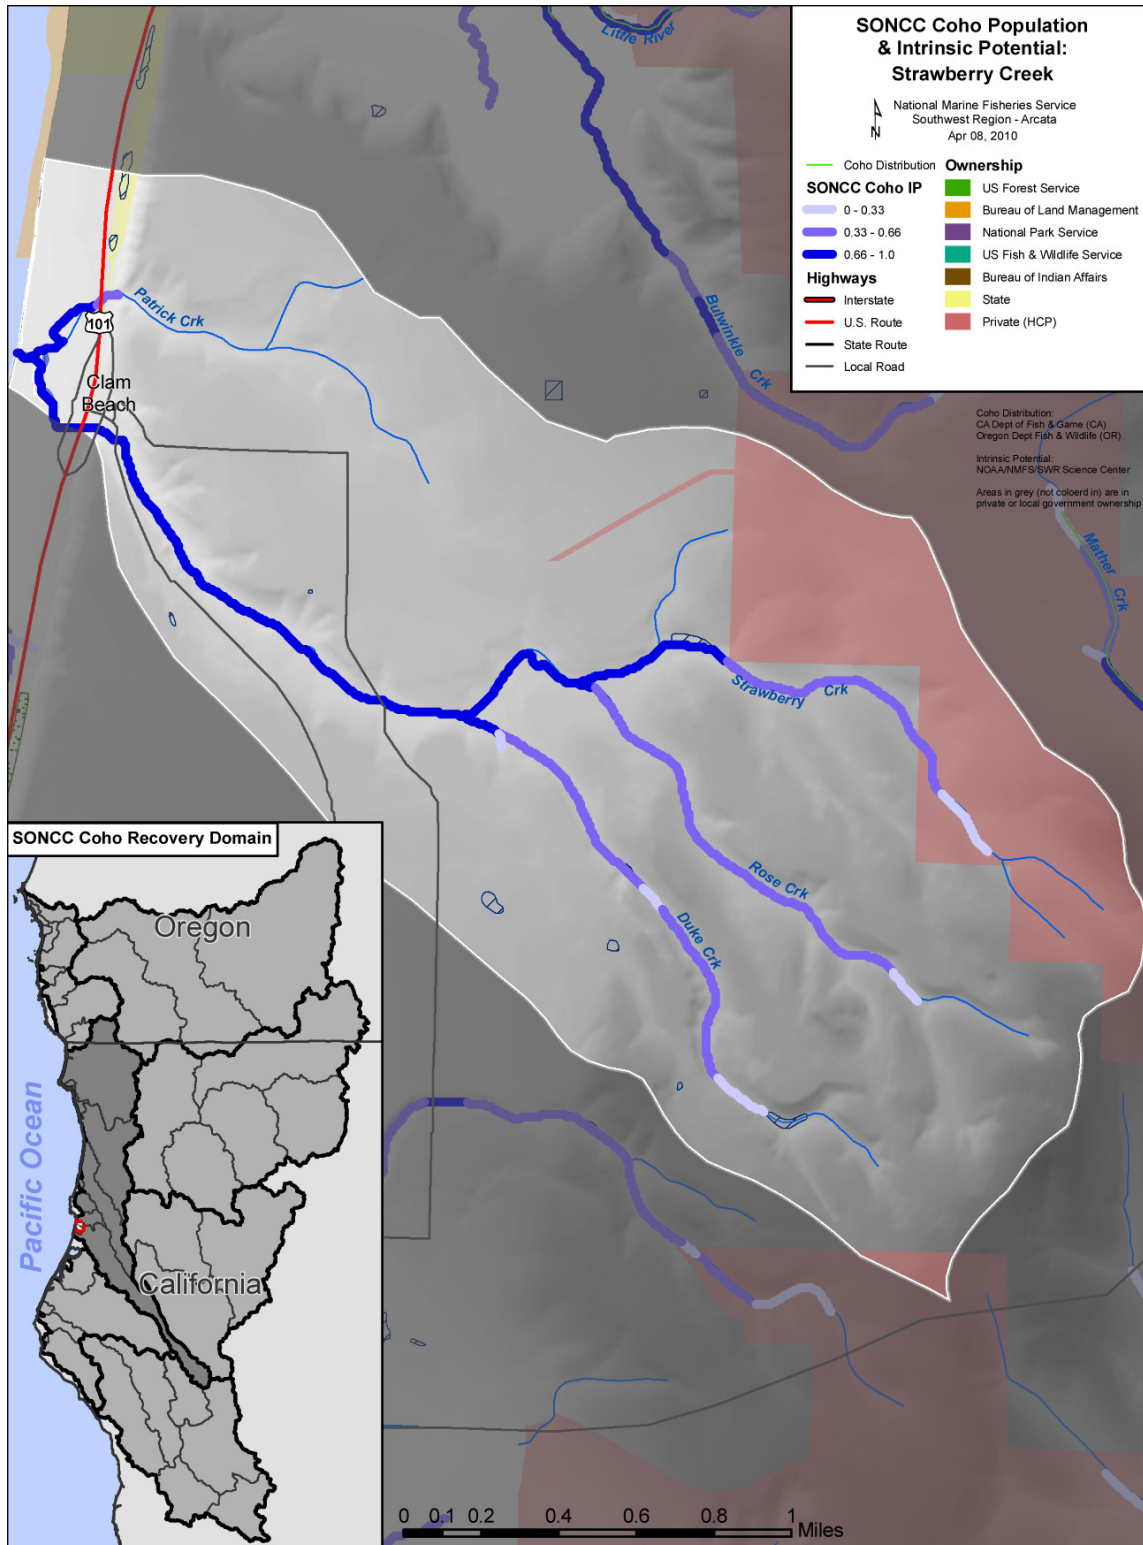 SONCC Coho Population
& Intrinsic Potential:
Strawberry Creek
N
National Marine Fisheries Service
Southwest Region - Arcata
Apr 08, 2010
Coho Distribution
SONCC Coho IP
0 - 0.33
0.33 - 0.66
0.66 - 1.0
Highways
Interstate
U.S. Route
State Route
Local Road
Ownership
US Forest Service
Bureau of Land Management
National Park Service
US Fish & Wildlife Service
Bureau of Indian Affairs
State
Private (HCP)
Coho Distribution:
CA Dept of Fish & Game (CA)
Oregon Dept Fish & Wildlife (OR)
Intrinsic Potential:
NOAA/NMFS/SWR Science Center
Areas in grey (not coloerd in) are in
private or local government ownership.
Little River
Bulwinkle Crk
Patrick Crk
101
Clam
Beach
Mather Crk
Strawberry Crk
Rose Crk
Duke Crk
SONCC Coho Recovery Domain
Oregon
Pacific Ocean
California
0 0.1 0.2 0.4 0.6 0.8 1
Miles